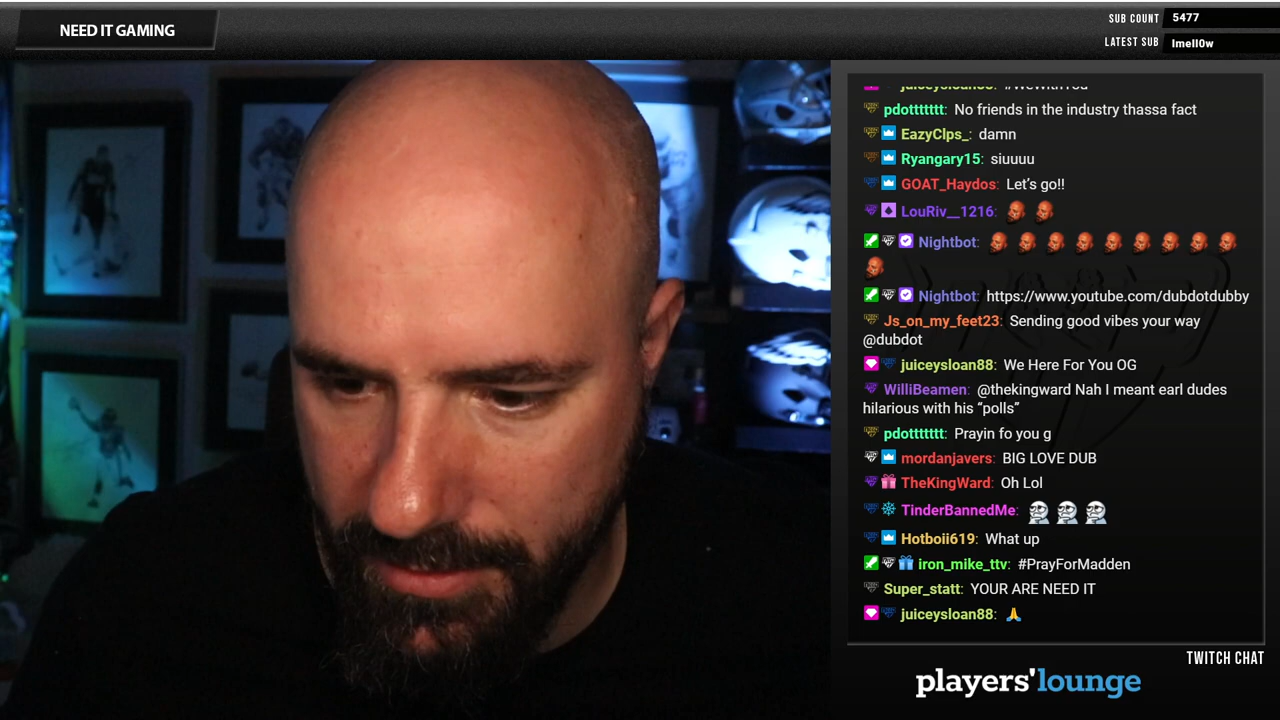 NEED IT GAMING
SUB COUNT 5477
LATEST SUB lmell0w
juiceysloan88: #WeWithYou
pdottttttt: No friends in the industry thassa fact
EazyClps_: damn
Ryangary15: siuuuu
GOAT_Haydos: Let's go!!
LouRiv__1216:
Nightbot:
Nightbot: https://www.youtube.com/dubdotdubby
Js_on_my_feet23: Sending good vibes your way
@dubdot
juiceysloan88: We Here For You OG
WilliBeamen: @thekingward Nah I meant earl dudes
hilarious with his “polls”
pdottttttt: Prayin fo you g
mordanjavers: BIG LOVE DUB
TheKingWard: Oh Lol
TinderBannedMe:
Hotboii619: What up
iron_mike_ttv: #PrayForMadden
Super_statt: YOUR ARE NEED IT
juiceysloan88: 🙏
TWITCH CHAT
players'lounge